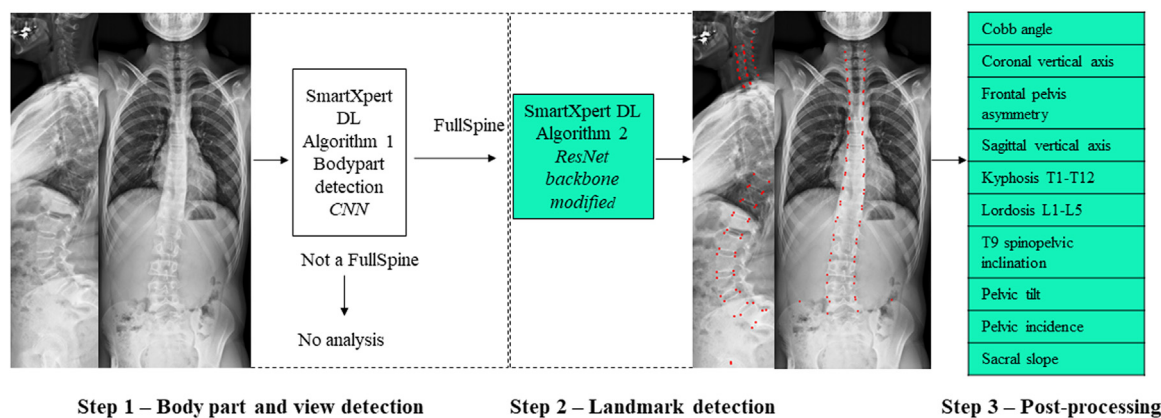 SmartXpert
DL
Algorithm 1
Bodypart
detection
CNN
Not a FullSpine
No analysis
FullSpine
SmartXpert DL
Algorithm 2
ResNet
backbone
modified
Cobb angle
Coronal vertical axis
Frontal pelvis
asymmetry
Sagittal vertical axis
Kyphosis T1-T12
Lordosis L1-L5
T9 spinopelvic
inclination
Pelvic tilt
Pelvic incidence
Sacral slope
Step 1 – Body part and view detection
Step 2 – Landmark detection
Step 3 – Post-processing